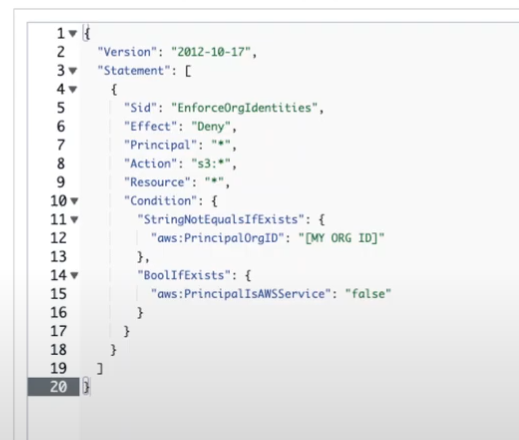 1 {
2 "Version": "2012-10-17",
3 "Statement": [
4 {
5 "Sid": "EnforceOrgIdentities",
6 "Effect": "Deny",
7 "Principal": "*",
8 "Action": "s3:*",
9 "Resource": "*",
10 "Condition": {
11 "StringNotEqualsIfExists": {
12 "aws:PrincipalOrgID": "[MY ORG ID]"
13 },
14 "BoolIfExists": {
15 "aws:PrincipalIsAWSService": "false"
16 }
17 }
18 }
19 ]
20 }